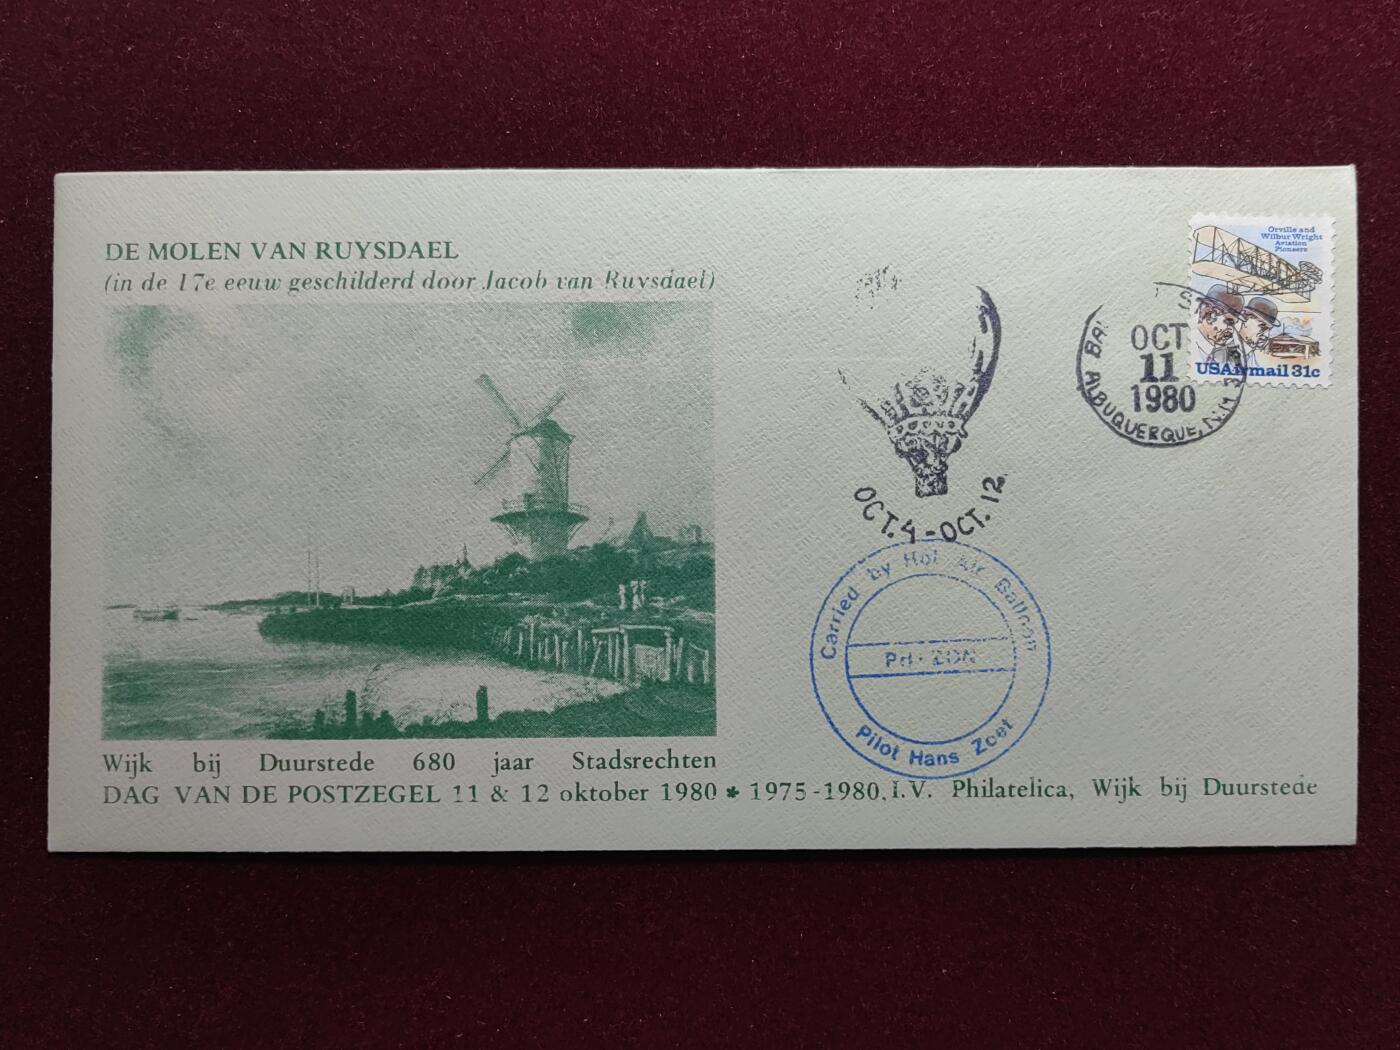 DE MOLEN VAN RUYSDAEL
(in de 17e eeuw geschilderd door Jacob van Ruysdael)
Orville and
Wilbur Wright
Aviation
Pioneers
USAirmail 31c
OCT
11
1980
ALBUQUERQUE, N.M.
OCT. 4 - OCT. 12
Carried by Hot Air Balloon
Pilot Hans Zoet
Wijk bij Duurstede 680 jaar Stadsrechten
DAG VAN DE POSTZEGEL 11 & 12 oktober 1980 * 1975-1980, I.V. Philatelica, Wijk bij Duurstede